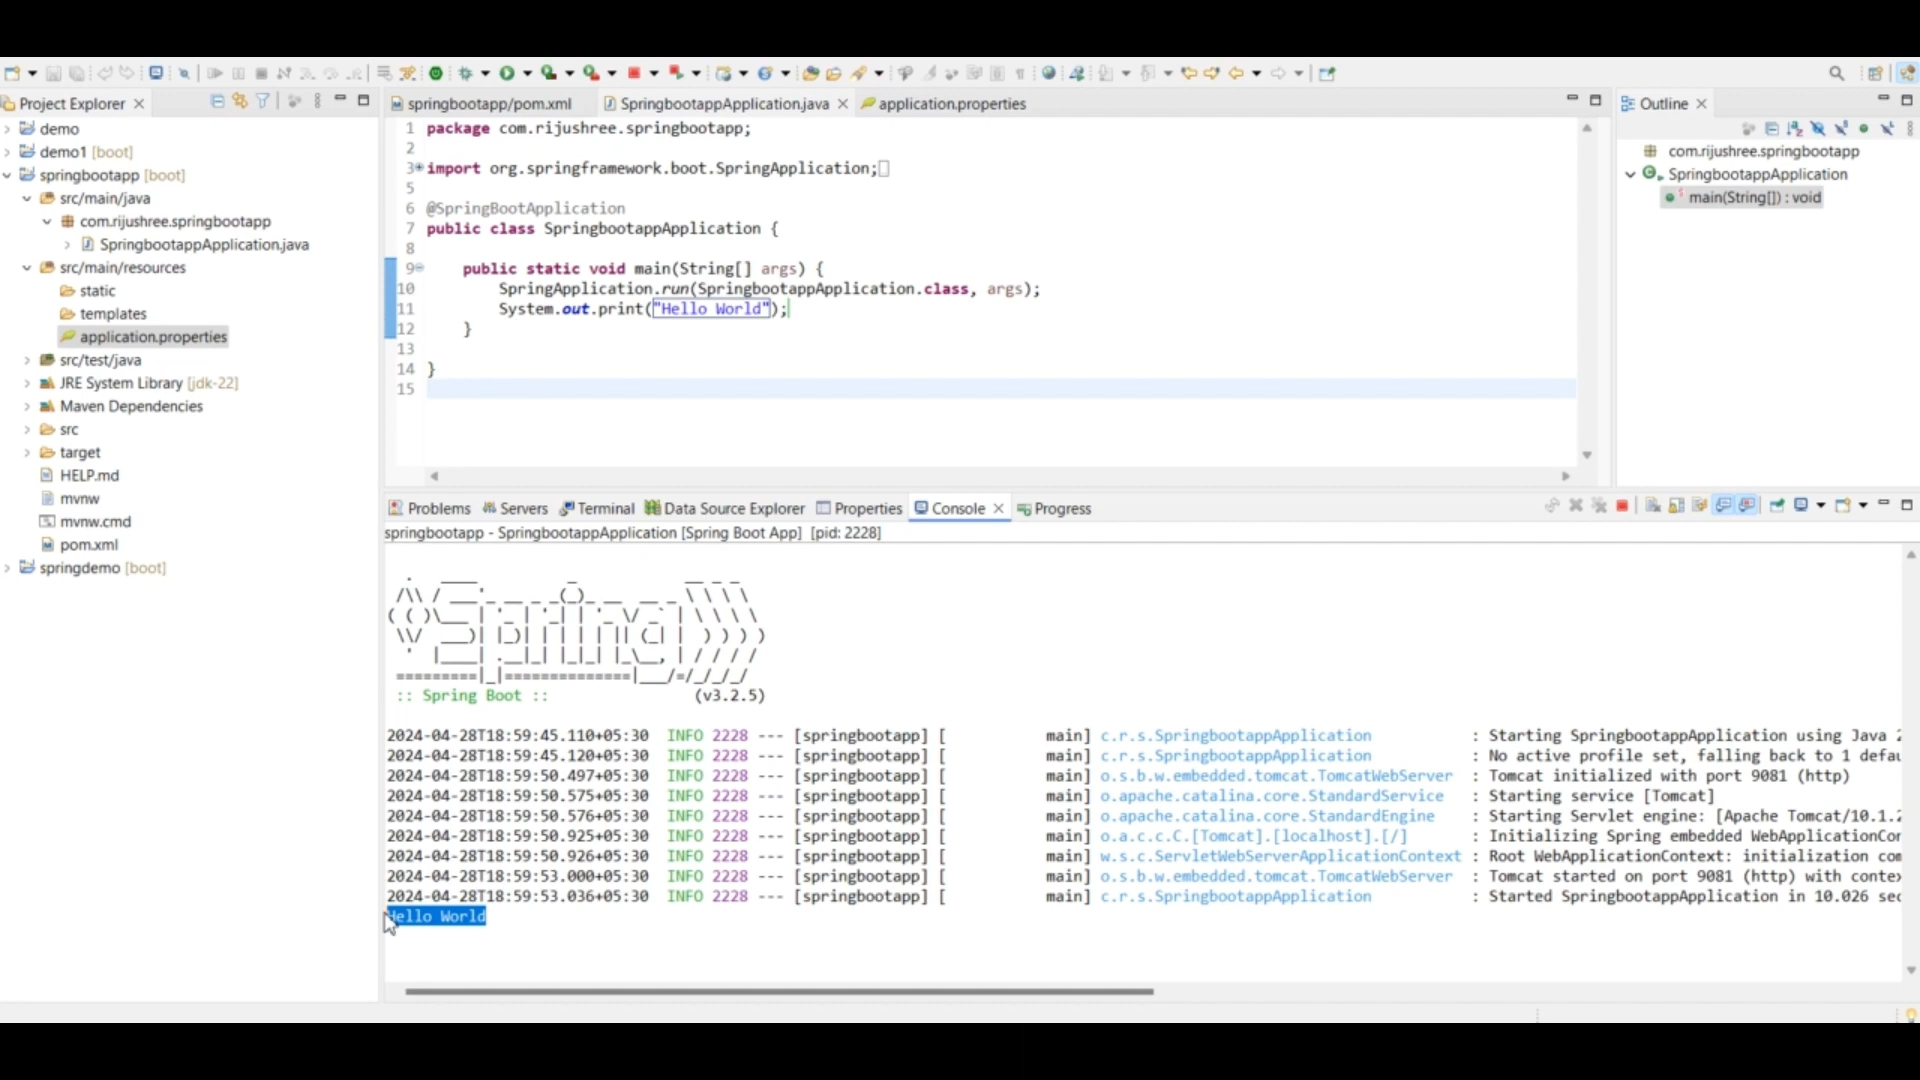 Project Explorer
demo
demo1 [boot]
springbootapp [boot]
src/main/java
com.rijushree.springbootapp
SpringbootappApplication.java
src/main/resources
static
templates
application.properties
src/test/java
JRE System Library [jdk-22]
Maven Dependencies
src
target
HELP.md
mvnw
mvnw.cmd
pom.xml
springdemo [boot]
springbootapp/pom.xml SpringbootappApplication.java application.properties
1 package com.rijushree.springbootapp;
2
3 import org.springframework.boot.SpringApplication;
5
6 @SpringBootApplication
7 public class SpringbootappApplication {
8
9 public static void main(String[] args) {
10 SpringApplication.run(SpringbootappApplication.class, args);
11 System.out.print("Hello World");
12 }
13
14 }
15
Outline
com.rijushree.springbootapp
SpringbootappApplication
main(String[]) : void
Problems Servers Terminal Data Source Explorer Properties Console Progress
springbootapp - SpringbootappApplication [Spring Boot App] [pid: 2228]
Spring
:: Spring Boot :: (v3.2.5)
2024-04-28T18:59:45.110+05:30 INFO 2228 --- [springbootapp] [ main] c.r.s.SpringbootappApplication : Starting SpringbootappApplication using Java
2024-04-28T18:59:45.120+05:30 INFO 2228 --- [springbootapp] [ main] c.r.s.SpringbootappApplication : No active profile set, falling back to 1 defau
2024-04-28T18:59:50.497+05:30 INFO 2228 --- [springbootapp] [ main] o.s.b.w.embedded.tomcat.TomcatWebServer : Tomcat initialized with port 9081 (http)
2024-04-28T18:59:50.575+05:30 INFO 2228 --- [springbootapp] [ main] o.apache.catalina.core.StandardService : Starting service [Tomcat]
2024-04-28T18:59:50.576+05:30 INFO 2228 --- [springbootapp] [ main] o.apache.catalina.core.StandardEngine : Starting Servlet engine: [Apache Tomcat/10.1.2
2024-04-28T18:59:50.925+05:30 INFO 2228 --- [springbootapp] [ main] o.a.c.c.C.[Tomcat].[localhost].[/] : Initializing Spring embedded WebApplicationCon
2024-04-28T18:59:50.926+05:30 INFO 2228 --- [springbootapp] [ main] w.s.c.ServletWebServerApplicationContext : Root WebApplicationContext: initialization com
2024-04-28T18:59:53.000+05:30 INFO 2228 --- [springbootapp] [ main] o.s.b.w.embedded.tomcat.TomcatWebServer : Tomcat started on port 9081 (http) with contex
2024-04-28T18:59:53.036+05:30 INFO 2228 --- [springbootapp] [ main] c.r.s.SpringbootappApplication : Started SpringbootappApplication in 10.026 sec
Hello World